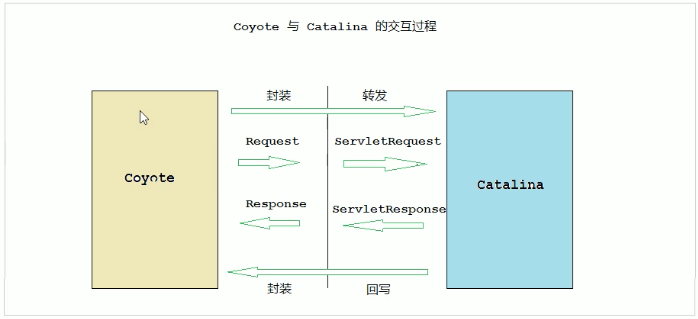 Coyote 与 Catalina 的交互过程
封装 转发
Request ServletRequest
Coyote Catalina
Response ServletResponse
封装 回写